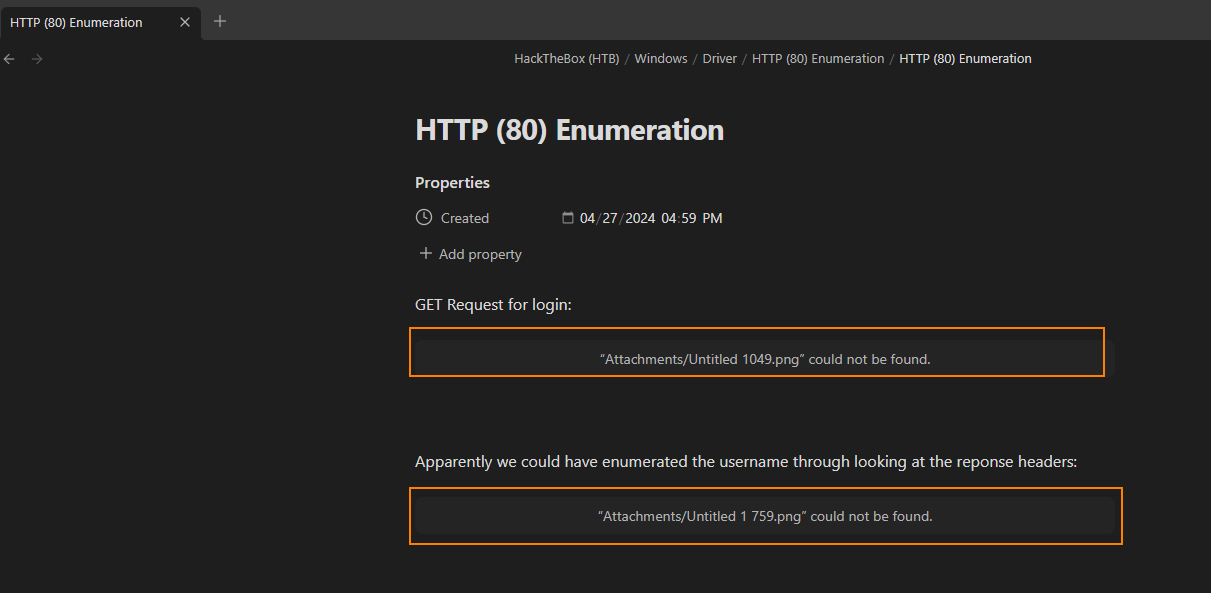 HTTP (80) Enumeration
HackTheBox (HTB) / Windows / Driver / HTTP (80) Enumeration / HTTP (80) Enumeration
HTTP (80) Enumeration
Properties
Created 04/27/2024 04:59 PM
Add property
GET Request for login:
“Attachments/Untitled 1049.png” could not be found.
Apparently we could have enumerated the username through looking at the reponse headers:
“Attachments/Untitled 1 759.png” could not be found.